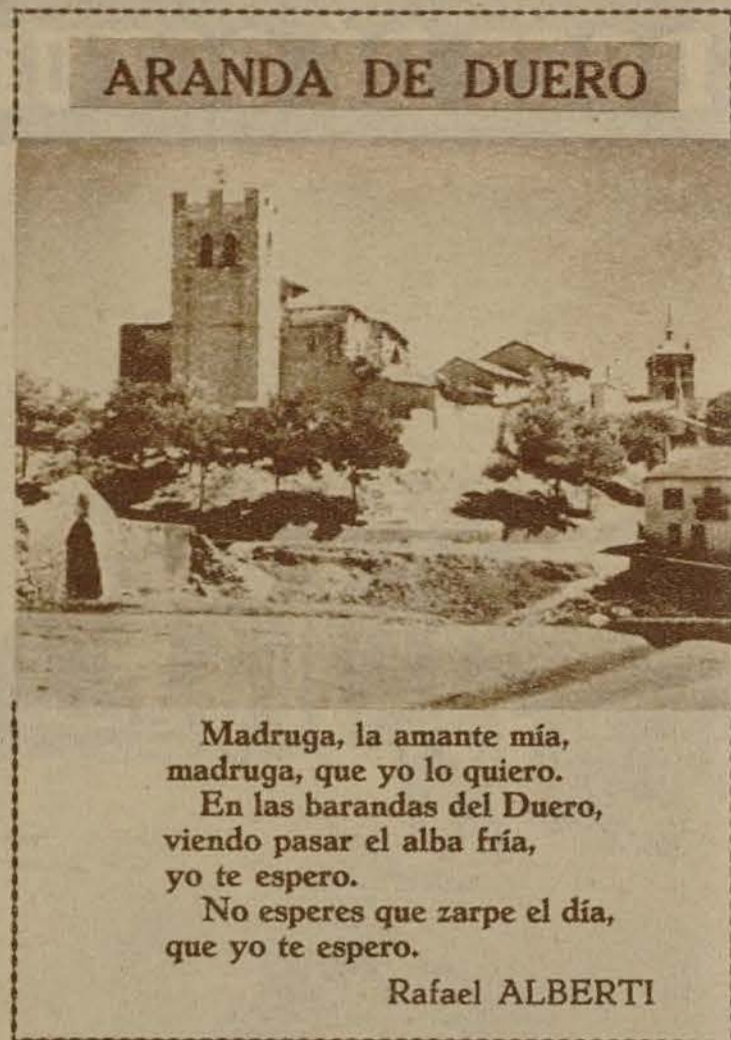 ARANDA DE DUERO
Madruga, la amante mía,
madruga, que yo lo quiero.
En las barandas del Duero,
viendo pasar el alba fría,
yo te espero.
No esperes que zarpe el día,
que yo te espero.
Rafael ALBERTI